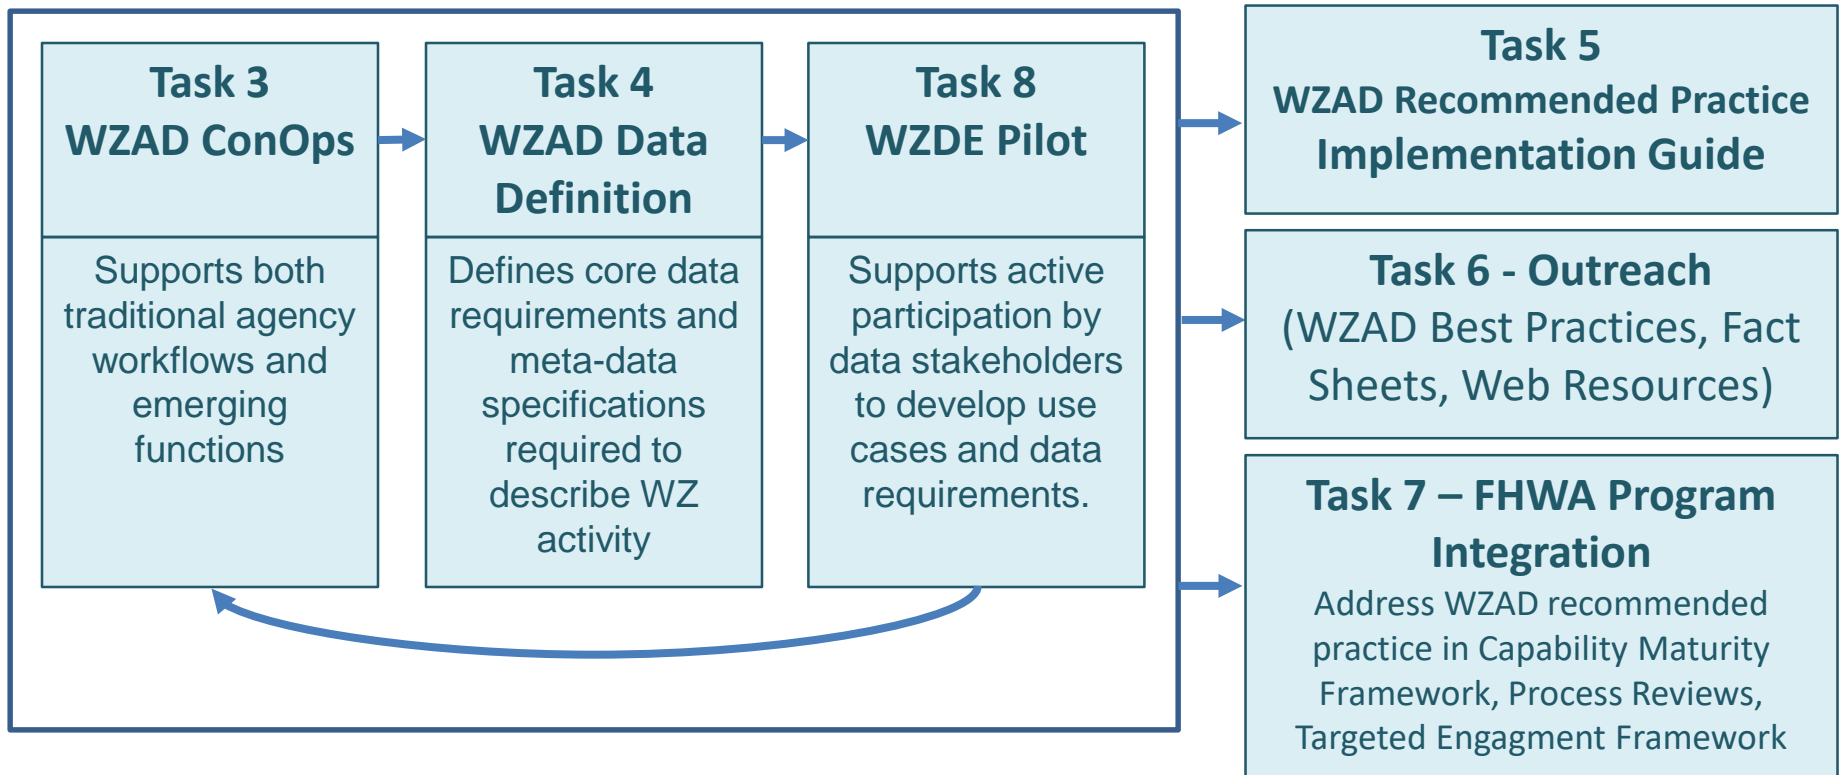 Task 3
WZAD ConOps
Supports both
traditional agency
workflows and
emerging
functions
Task 4
WZAD Data
Definition
Defines core data
requirements and
meta-data
specifications
required to
describe WZ
activity
Task 8
WZDE Pilot
Supports active
participation by
data stakeholders
to develop use
cases and data
requirements.
Task 5
WZAD Recommended Practice
Implementation Guide
Task 6 - Outreach
(WZAD Best Practices, Fact
Sheets, Web Resources)
Task 7 – FHWA Program
Integration
Address WZAD recommended
practice in Capability Maturity
Framework, Process Reviews,
Targeted Engagment Framework